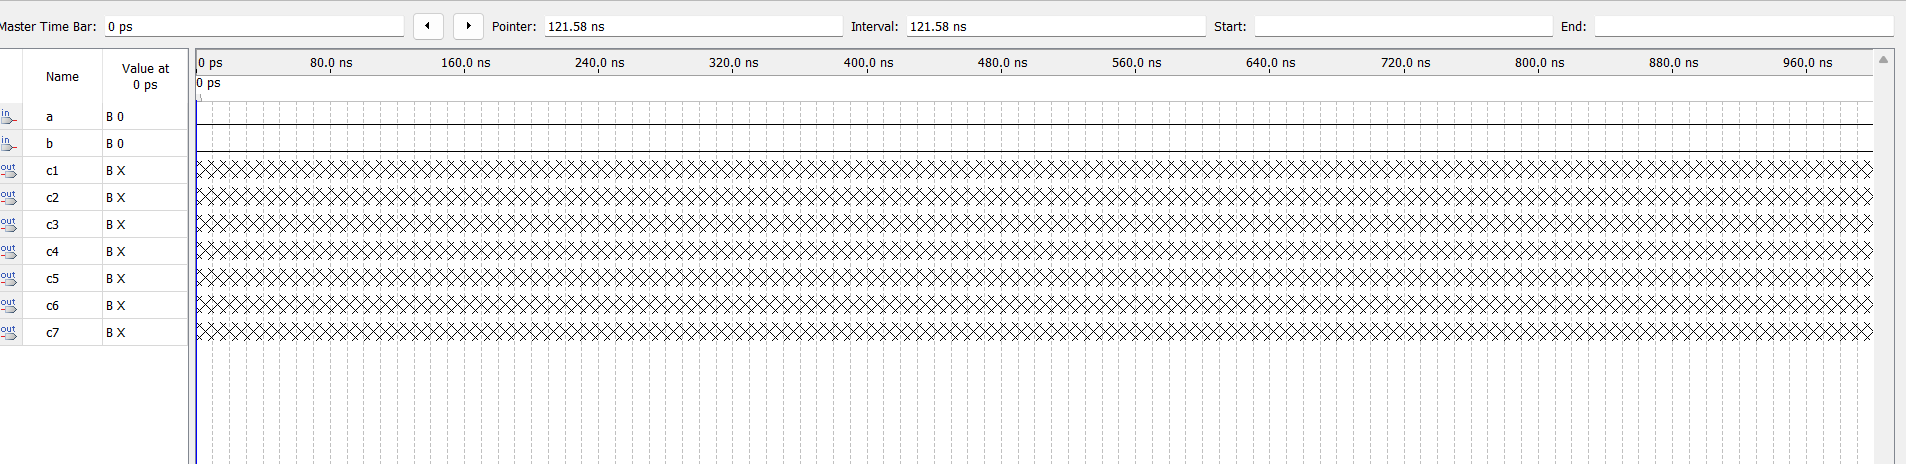 Master Time Bar: 0 ps Pointer: 121.58 ns Interval: 121.58 ns Start: End:
Name Value at 0 ps
0 ps 80.0 ns 160.0 ns 240.0 ns 320.0 ns 400.0 ns 480.0 ns 560.0 ns 640.0 ns 720.0 ns 800.0 ns 880.0 ns 960.0 ns
0 ps
in a B 0
in b B 0
out c1 B X
out c2 B X
out c3 B X
out c4 B X
out c5 B X
out c6 B X
out c7 B X